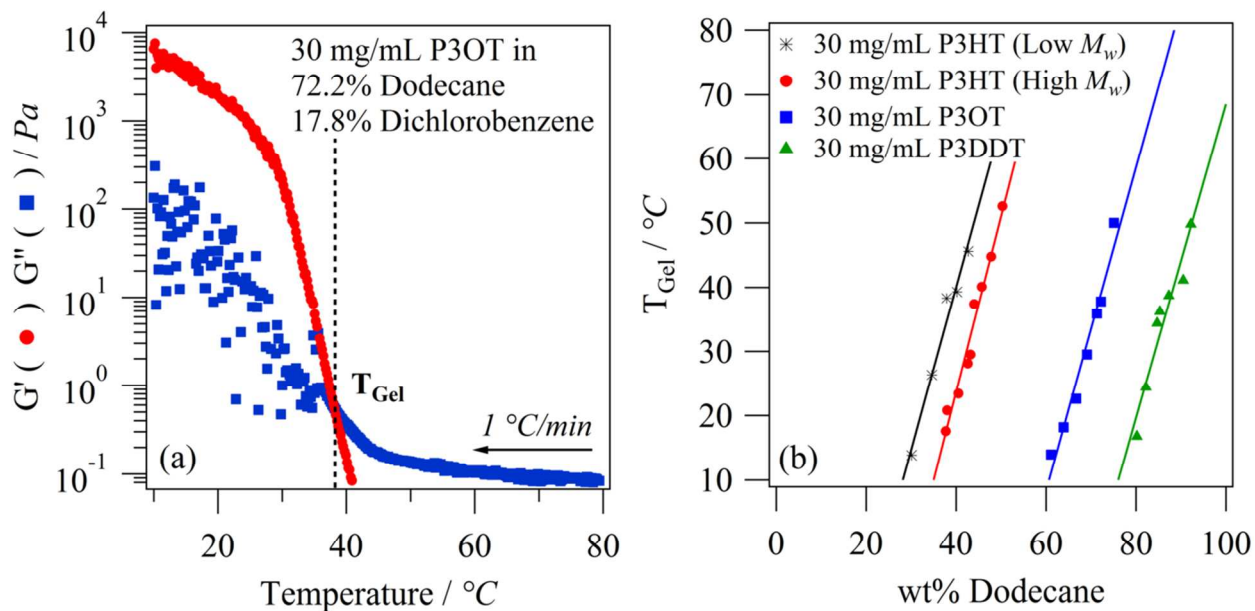 G'( ● ) G"( ■ ) / Pa
10⁴
10³
10²
10¹
10⁰
10⁻¹
30 mg/mL P3OT in
72.2% Dodecane
17.8% Dichlorobenzene
T_Gel
1 °C/min
(a)
20 40 60 80
Temperature / °C
T_Gel / °C
80
70
60
50
40
30
20
10
30 mg/mL P3HT (Low M_w)
30 mg/mL P3HT (High M_w)
30 mg/mL P3OT
30 mg/mL P3DDT
(b)
0 20 40 60 80 100
wt% Dodecane